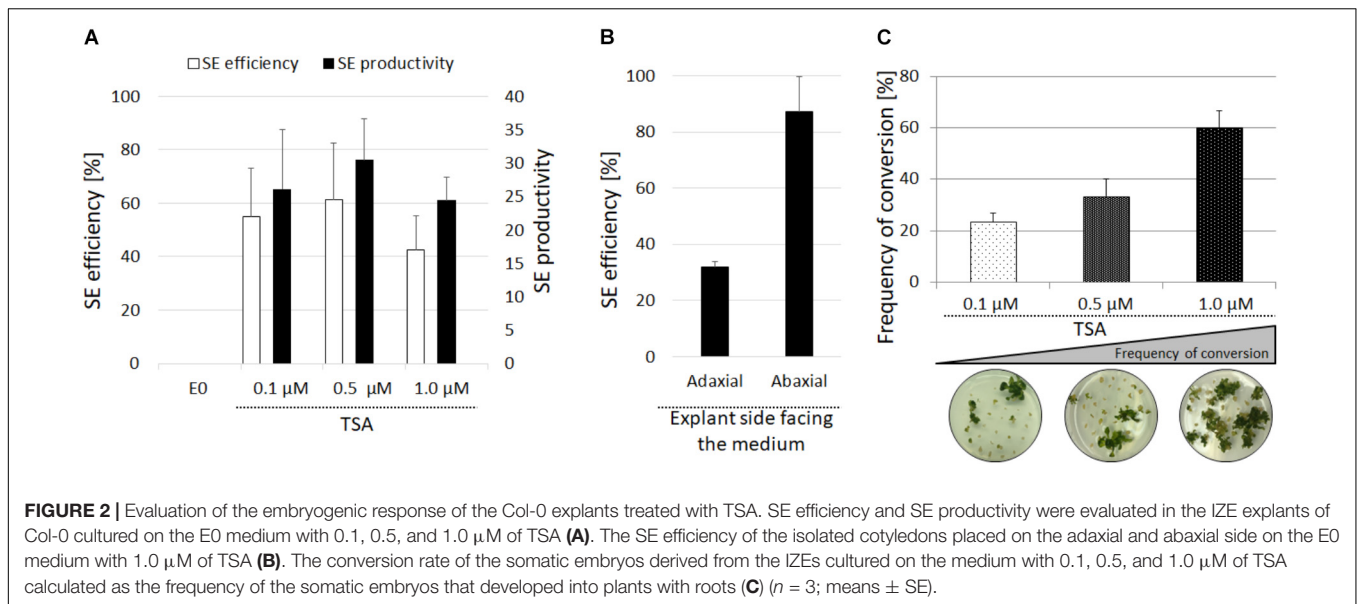 A
SE efficiency SE productivity
100
80
60
40
20
0
SE efficiency [%]
40
35
30
25
20
15
10
5
0
SE productivity
E0 0.1 µM 0.5 µM 1.0 µM
TSA
B
100
80
60
40
20
0
SE efficiency [%]
Adaxial Abaxial
Explant side facing
the medium
C
80
60
40
20
0
Frequency of conversion [%]
0.1 µM 0.5 µM 1.0 µM
TSA
Frequency of conversion
FIGURE 2 | Evaluation of the embryogenic response of the Col-0 explants treated with TSA. SE efficiency and SE productivity were evaluated in the IZE explants of
Col-0 cultured on the E0 medium with 0.1, 0.5, and 1.0 µM of TSA (A). The SE efficiency of the isolated cotyledons placed on the adaxial and abaxial side on the E0
medium with 1.0 µM of TSA (B). The conversion rate of the somatic embryos derived from the IZEs cultured on the medium with 0.1, 0.5, and 1.0 µM of TSA
calculated as the frequency of the somatic embryos that developed into plants with roots (C) (n = 3; means ± SE).